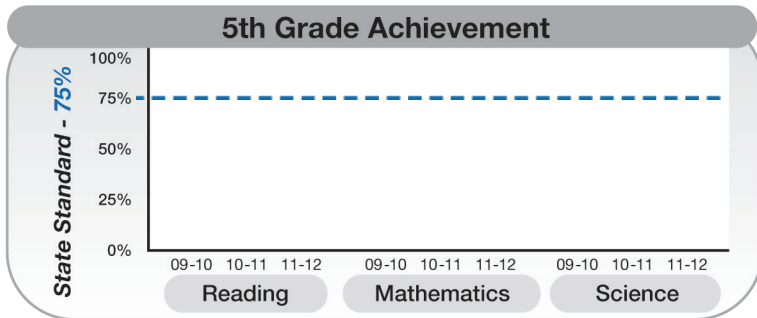 5th Grade Achievement
State Standard - 75%
100%
75%
50%
25%
0%
09-10 10-11 11-12 09-10 10-11 11-12 09-10 10-11 11-12
Reading Mathematics Science